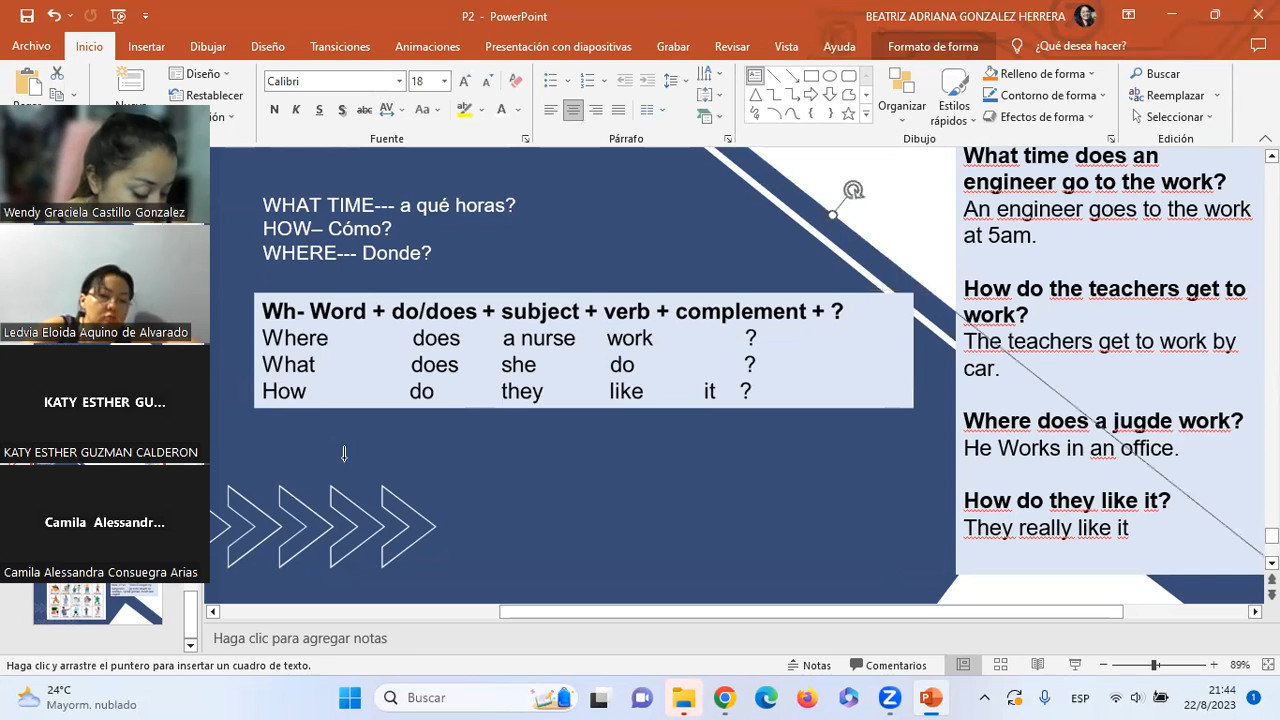 P2 - PowerPoint
BEATRIZ ADRIANA GONZALEZ HERRERA
Archivo Inicio Insertar Dibujar Diseño Transiciones Animaciones Presentación con diapositivas Grabar Revisar Vista Ayuda Formato de forma ¿Qué desea hacer?
Diseño
Restablecer
Calibri 18
Fuente
Párrafo
Organizar
Estilos rápidos
Relleno de forma
Contorno de forma
Efectos de forma
Dibujo
Buscar
Reemplazar
Seleccionar
Edición
Wendy Graciela Castillo Gonzalez
Ledvia Eloida Aquino de Alvarado
KATY ESTHER GU...
KATY ESTHER GUZMAN CALDERON
Camila Alessandr...
Camila Alessandra Consuegra Arias
WHAT TIME--- a qué horas?
HOW– Cómo?
WHERE--- Donde?
Wh- Word + do/does + subject + verb + complement + ?
Where does a nurse work ?
What does she do ?
How do they like it ?
What time does an
engineer go to the work?
An engineer goes to the work
at 5am.
How do the teachers get to
work?
The teachers get to work by
car.
Where does a jugde work?
He Works in an office.
How do they like it?
They really like it
Haga clic para agregar notas
Haga clic y arrastre el puntero para insertar un cuadro de texto.
Notas Comentarios 89%
24°C
Mayorm. nublado
Buscar
ESP
21:44
22/8/2023
1